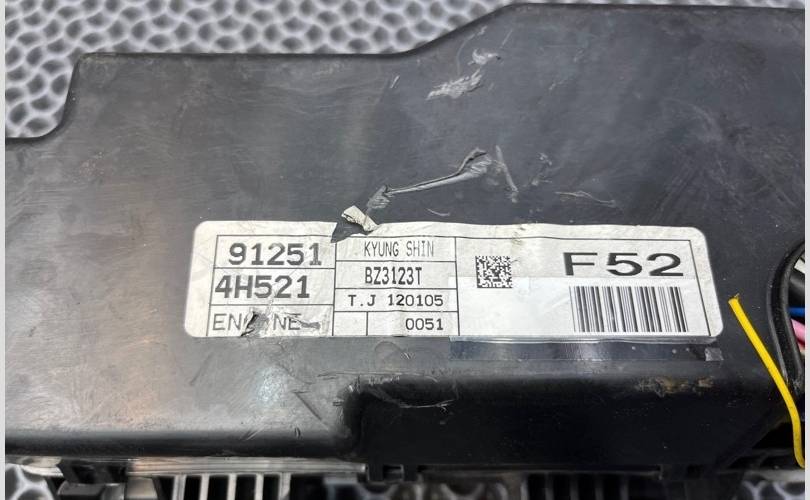 91251
4H521
ENGINE
KYUNG SHIN
BZ3123T
T.J 120105
0051
F52